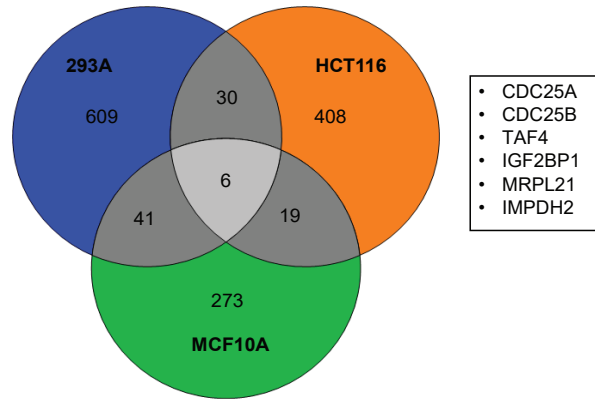 293A
HCT116
609
30
408
6
41
19
273
MCF10A
• CDC25A
• CDC25B
• TAF4
• IGF2BP1
• MRPL21
• IMPDH2